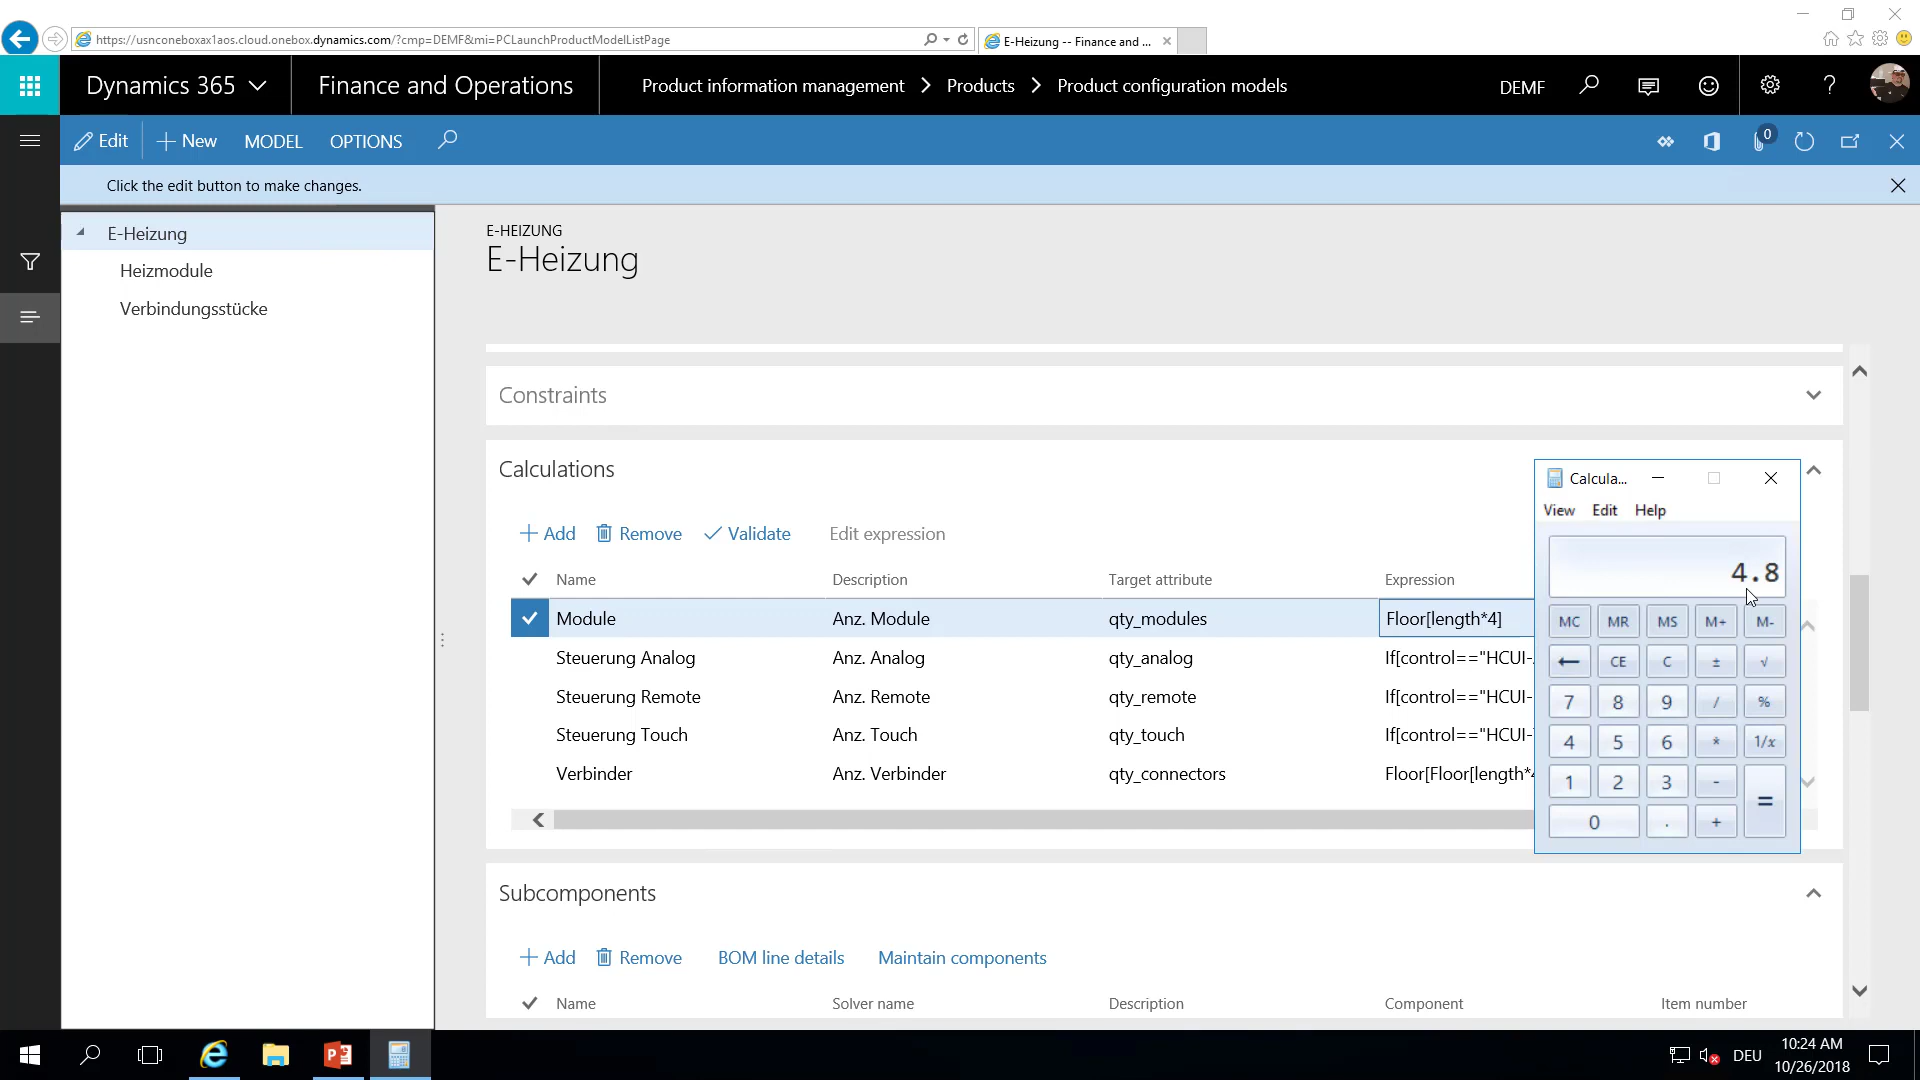 https://usnconeboxax1aos.cloud.onebox.dynamics.com/?cmp=DEMF&mi=PCLaunchProductModelListPage
E-Heizung -- Finance and ...
Dynamics 365
Finance and Operations
Product information management
Products
Product configuration models
DEMF
?
Edit
New
MODEL
OPTIONS
0
Click the edit button to make changes.
E-Heizung
Heizmodule
Verbindungsstücke
E-HEIZUNG
E-Heizung
Constraints
Calculations
Add
Remove
Validate
Edit expression
Name
Description
Target attribute
Expression
Module
Anz. Module
qty_modules
Floor[length*4]
Steuerung Analog
Anz. Analog
qty_analog
If[control=="HCUI-
Steuerung Remote
Anz. Remote
qty_remote
If[control=="HCUI-
Steuerung Touch
Anz. Touch
qty_touch
If[control=="HCUI-
Verbinder
Anz. Verbinder
qty_connectors
Floor[Floor[length*
Calcula...
View
Edit
Help
4.8
MC
MR
MS
M+
M-
←
CE
C
±
√
7
8
9
/
%
4
5
6
*
1/x
1
2
3
-
=
0
.
+
Subcomponents
Add
Remove
BOM line details
Maintain components
Name
Solver name
Description
Component
Item number
DEU
10:24 AM
10/26/2018